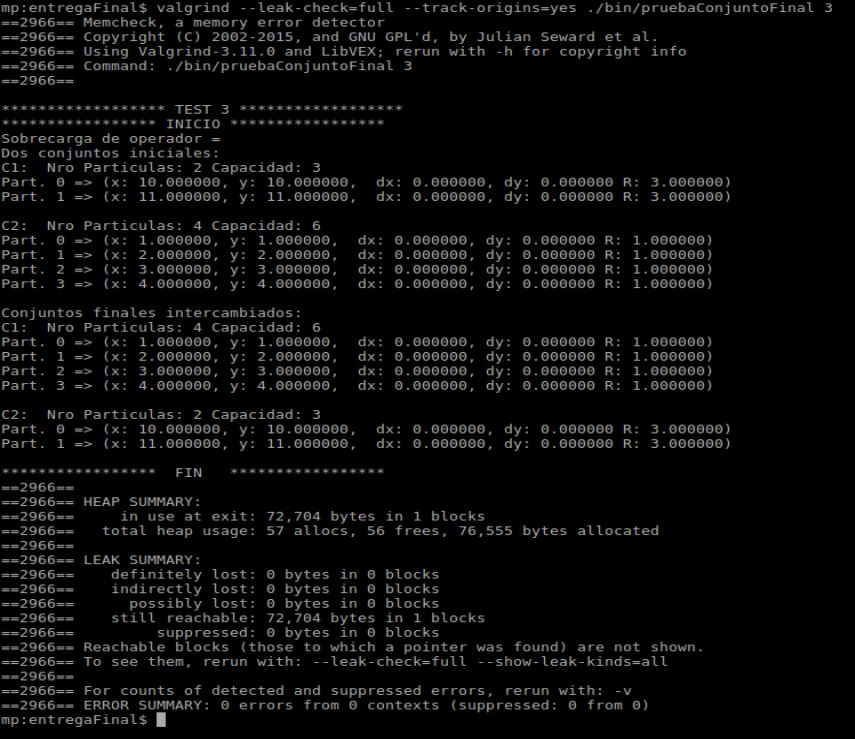 mp:entregaFinal$ valgrind --leak-check=full --track-origins=yes ./bin/pruebaConjuntoFinal 3
==2966== Memcheck, a memory error detector
==2966== Copyright (C) 2002-2015, and GNU GPL'd, by Julian Seward et al.
==2966== Using Valgrind-3.11.0 and LibVEX; rerun with -h for copyright info
==2966== Command: ./bin/pruebaConjuntoFinal 3
==2966==
****************** TEST 3 ******************
***************** INICIO *****************
Sobrecarga de operador =
Dos conjuntos iniciales:
C1:  Nro Particulas: 2 Capacidad: 3
Part. 0 => (x: 10.000000, y: 10.000000,  dx: 0.000000, dy: 0.000000 R: 3.000000)
Part. 1 => (x: 11.000000, y: 11.000000,  dx: 0.000000, dy: 0.000000 R: 3.000000)
C2:  Nro Particulas: 4 Capacidad: 6
Part. 0 => (x: 1.000000, y: 1.000000,  dx: 0.000000, dy: 0.000000 R: 1.000000)
Part. 1 => (x: 2.000000, y: 2.000000,  dx: 0.000000, dy: 0.000000 R: 1.000000)
Part. 2 => (x: 3.000000, y: 3.000000,  dx: 0.000000, dy: 0.000000 R: 1.000000)
Part. 3 => (x: 4.000000, y: 4.000000,  dx: 0.000000, dy: 0.000000 R: 1.000000)
Conjuntos finales intercambiados:
C1:  Nro Particulas: 4 Capacidad: 6
Part. 0 => (x: 1.000000, y: 1.000000,  dx: 0.000000, dy: 0.000000 R: 1.000000)
Part. 1 => (x: 2.000000, y: 2.000000,  dx: 0.000000, dy: 0.000000 R: 1.000000)
Part. 2 => (x: 3.000000, y: 3.000000,  dx: 0.000000, dy: 0.000000 R: 1.000000)
Part. 3 => (x: 4.000000, y: 4.000000,  dx: 0.000000, dy: 0.000000 R: 1.000000)
C2:  Nro Particulas: 2 Capacidad: 3
Part. 0 => (x: 10.000000, y: 10.000000,  dx: 0.000000, dy: 0.000000 R: 3.000000)
Part. 1 => (x: 11.000000, y: 11.000000,  dx: 0.000000, dy: 0.000000 R: 3.000000)
*****************  FIN   *****************
==2966==
==2966== HEAP SUMMARY:
==2966==     in use at exit: 72,704 bytes in 1 blocks
==2966==   total heap usage: 57 allocs, 56 frees, 76,555 bytes allocated
==2966==
==2966== LEAK SUMMARY:
==2966==    definitely lost: 0 bytes in 0 blocks
==2966==    indirectly lost: 0 bytes in 0 blocks
==2966==      possibly lost: 0 bytes in 0 blocks
==2966==    still reachable: 72,704 bytes in 1 blocks
==2966==         suppressed: 0 bytes in 0 blocks
==2966== Reachable blocks (those to which a pointer was found) are not shown.
==2966== To see them, rerun with: --leak-check=full --show-leak-kinds=all
==2966==
==2966== For counts of detected and suppressed errors, rerun with: -v
==2966== ERROR SUMMARY: 0 errors from 0 contexts (suppressed: 0 from 0)
mp:entregaFinal$